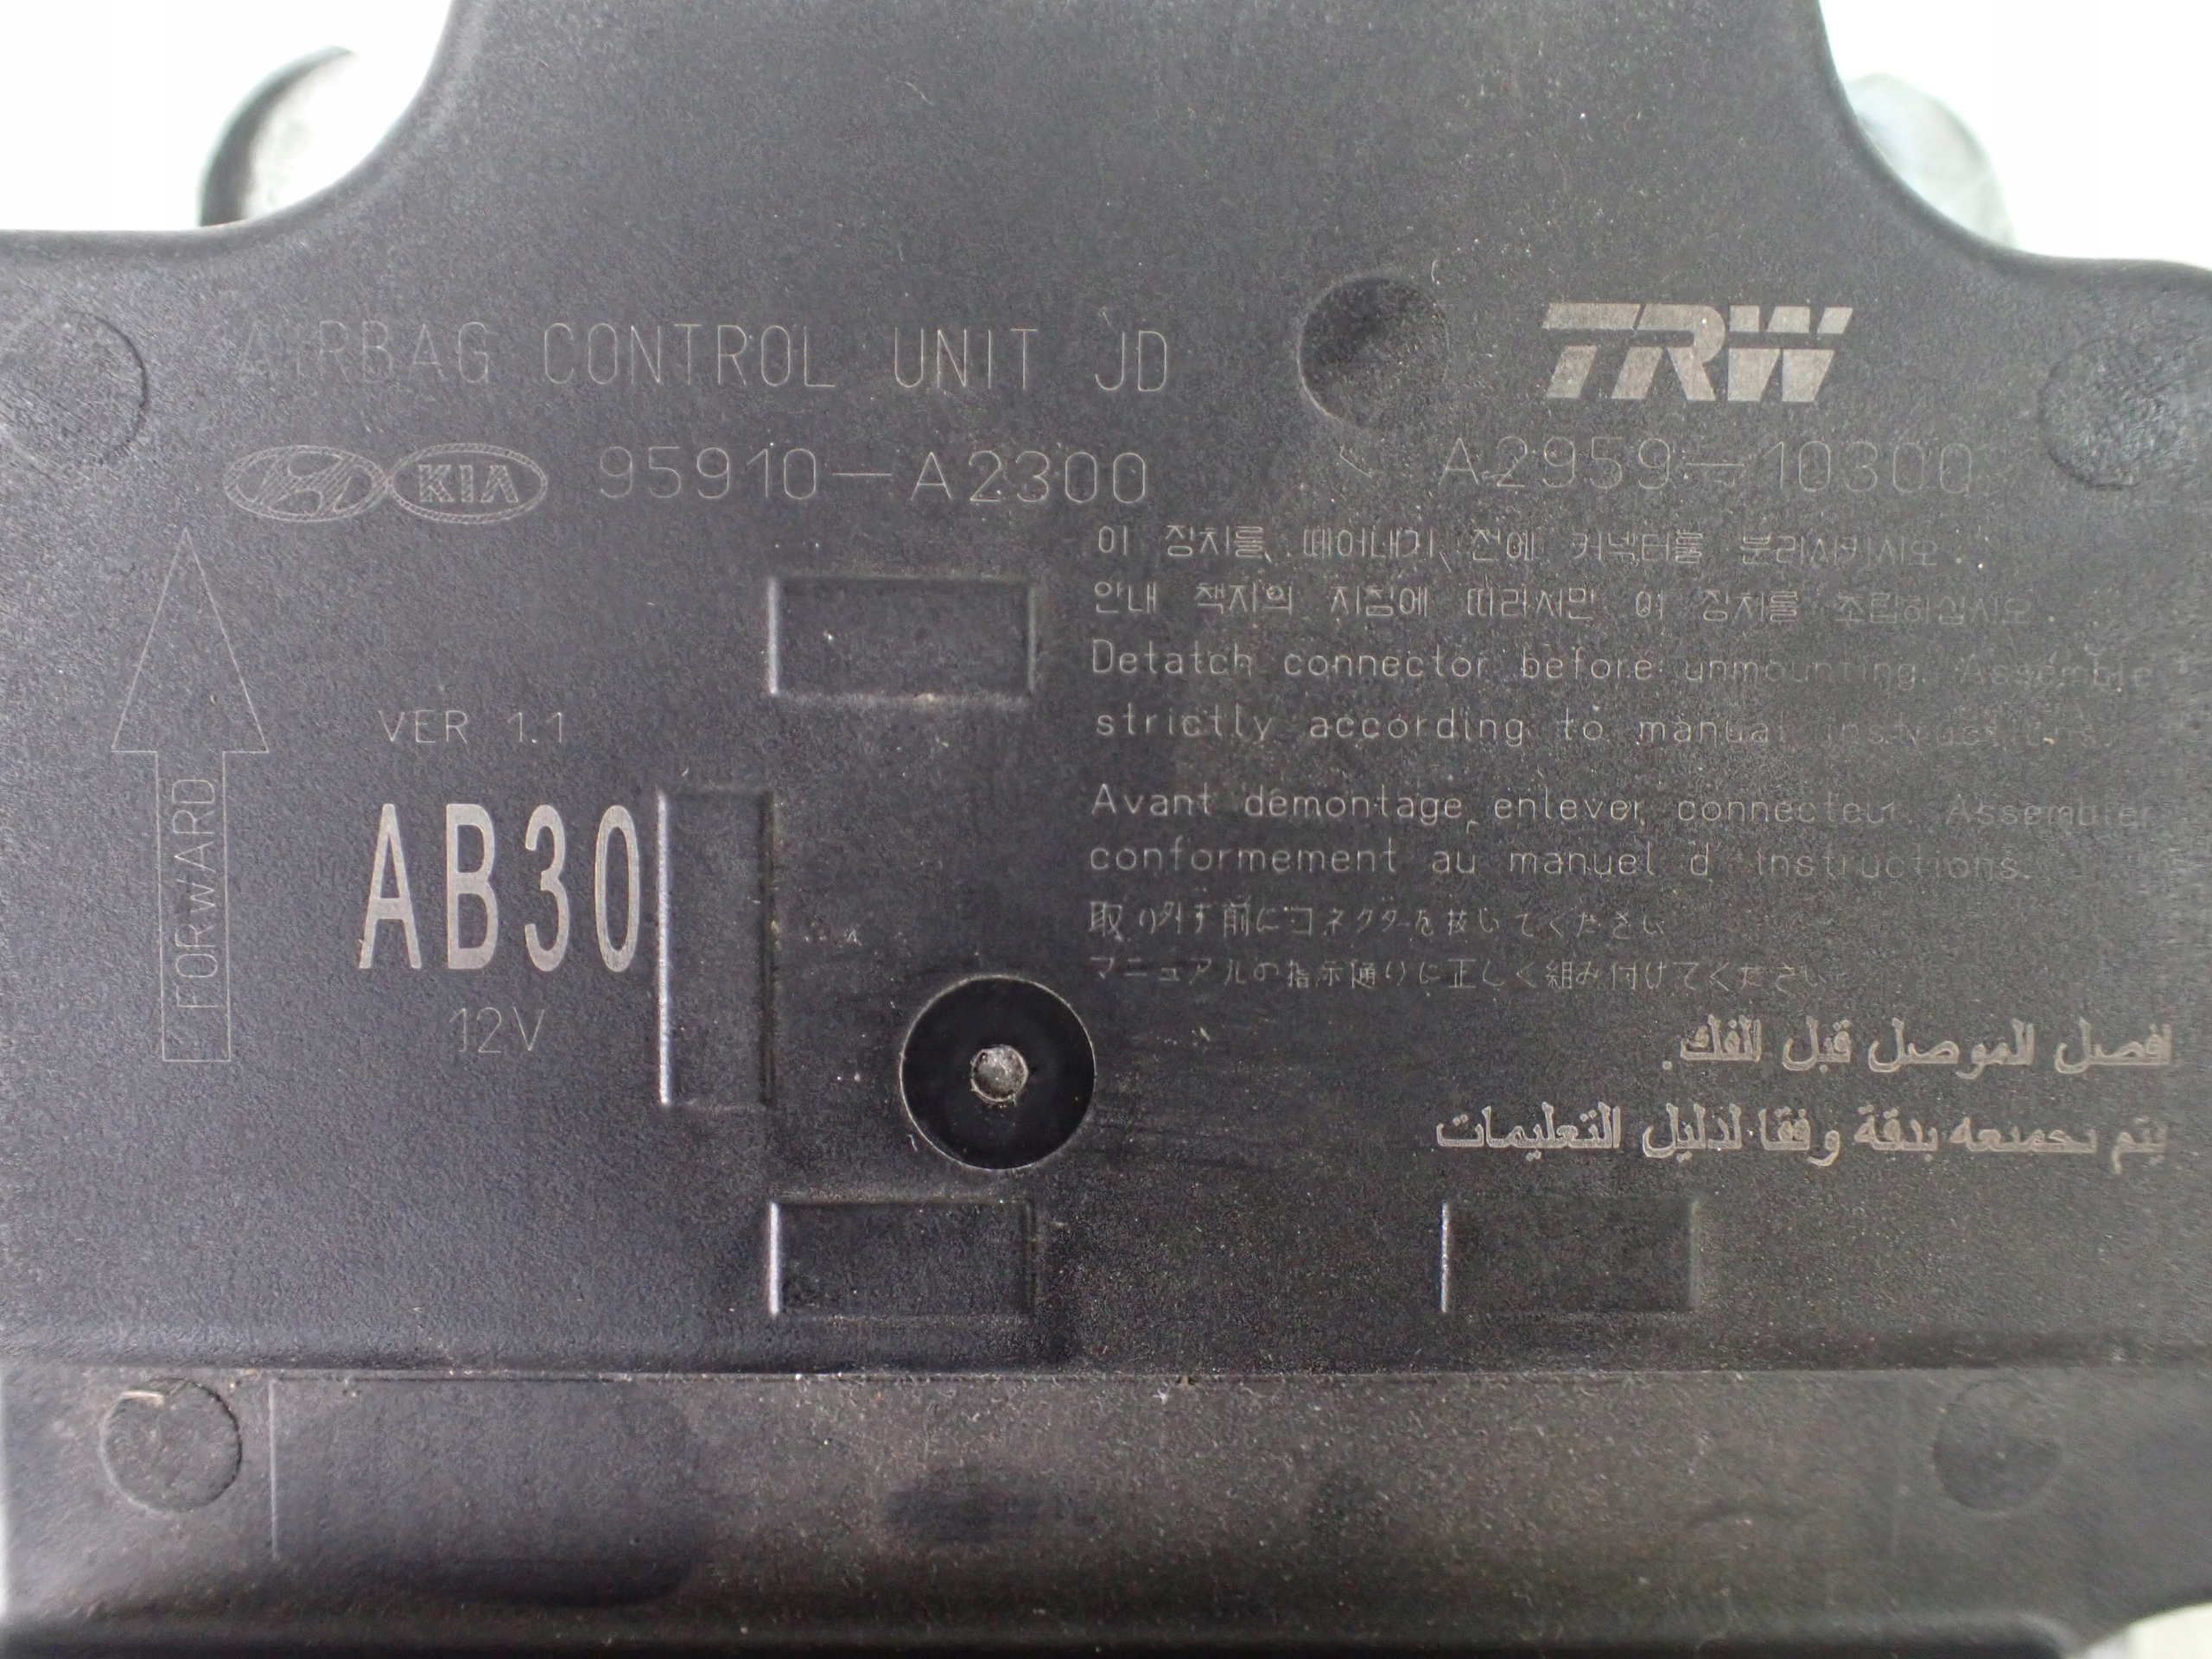 AIRBAG CONTROL UNIT JD
TRW
KIA 95910-A2300
A2959-10300
이 장치를 떼어내기 전에 커넥터를 분리시키시오.
안내 책자의 지침에 따라서만 이 장치를 조립하십시오.
Detatch connector before unmounting. Assemble
strictly according to manual instructions.
Avant démontage, enlever connecteur. Assembler
conformement au manuel d' instructions.
取り外す前にコネクターを抜いてください
マニュアルの指示通りに正しく組み付けてください
افصل الموصل قبل الفك.
يتم تجميعه بدقة وفقا لدليل التعليمات
FORWARD
VER 1.1
AB30
12V